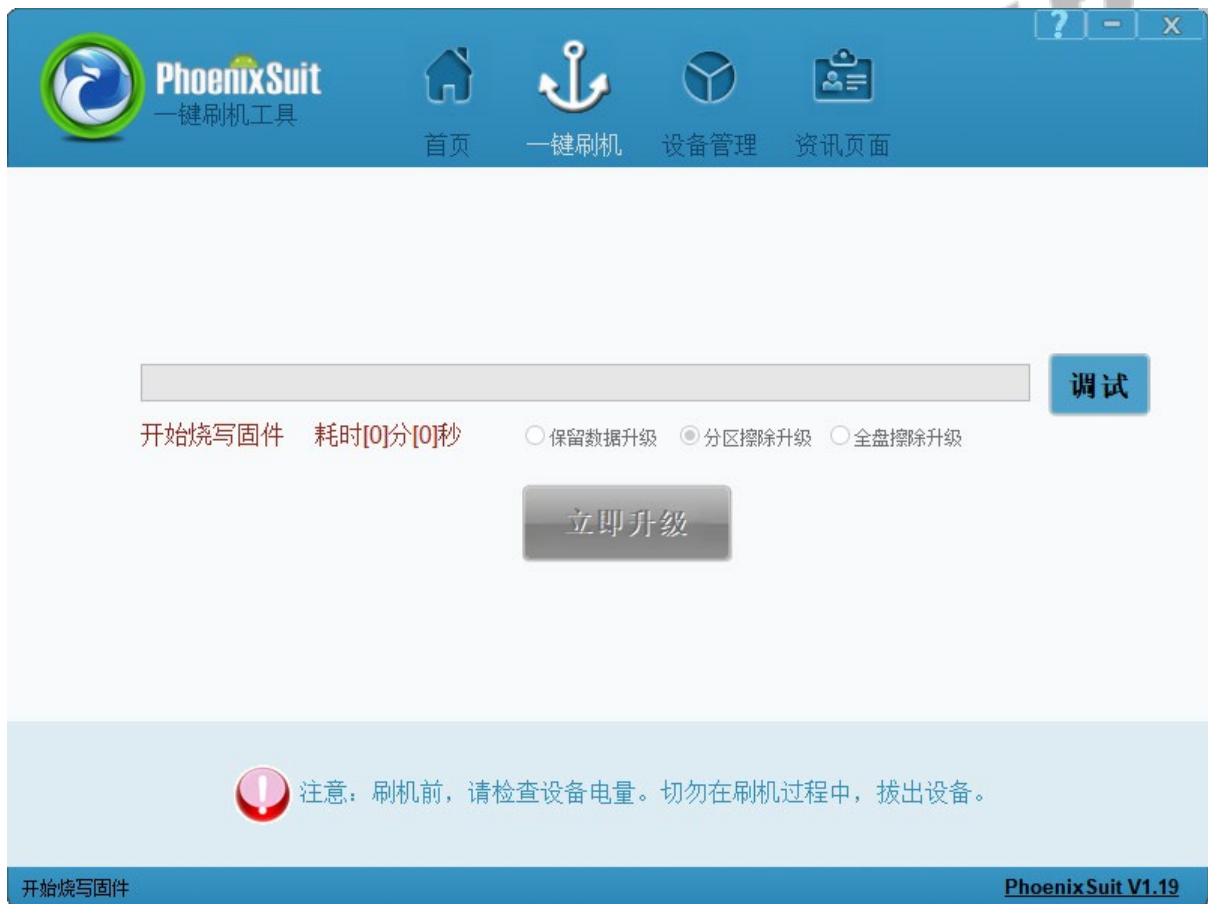 ? - X
PhoenixSuit
一键刷机工具
首页 一键刷机 设备管理 资讯页面
调试
开始烧写固件 耗时[0]分[0]秒 保留数据升级 分区擦除升级 全盘擦除升级
立即升级
注意：刷机前，请检查设备电量。切勿在刷机过程中，拔出设备。
开始烧写固件 PhoenixSuit V1.19